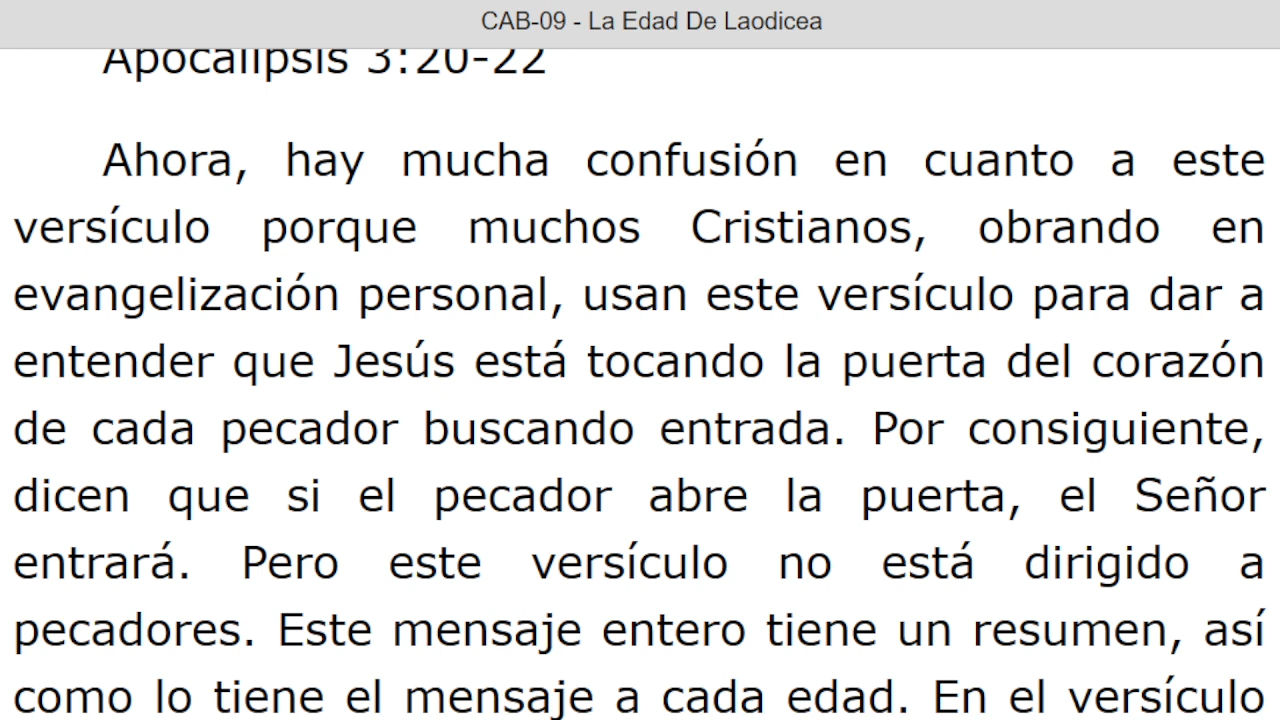 CAB-09 - La Edad De Laodicea
Apocalipsis 3:20-22
Ahora, hay mucha confusión en cuanto a este
versículo porque muchos Cristianos, obrando en
evangelización personal, usan este versículo para dar a
entender que Jesús está tocando la puerta del corazón
de cada pecador buscando entrada. Por consiguiente,
dicen que si el pecador abre la puerta, el Señor
entrará. Pero este versículo no está dirigido a
pecadores. Este mensaje entero tiene un resumen, así
como lo tiene el mensaje a cada edad. En el versículo